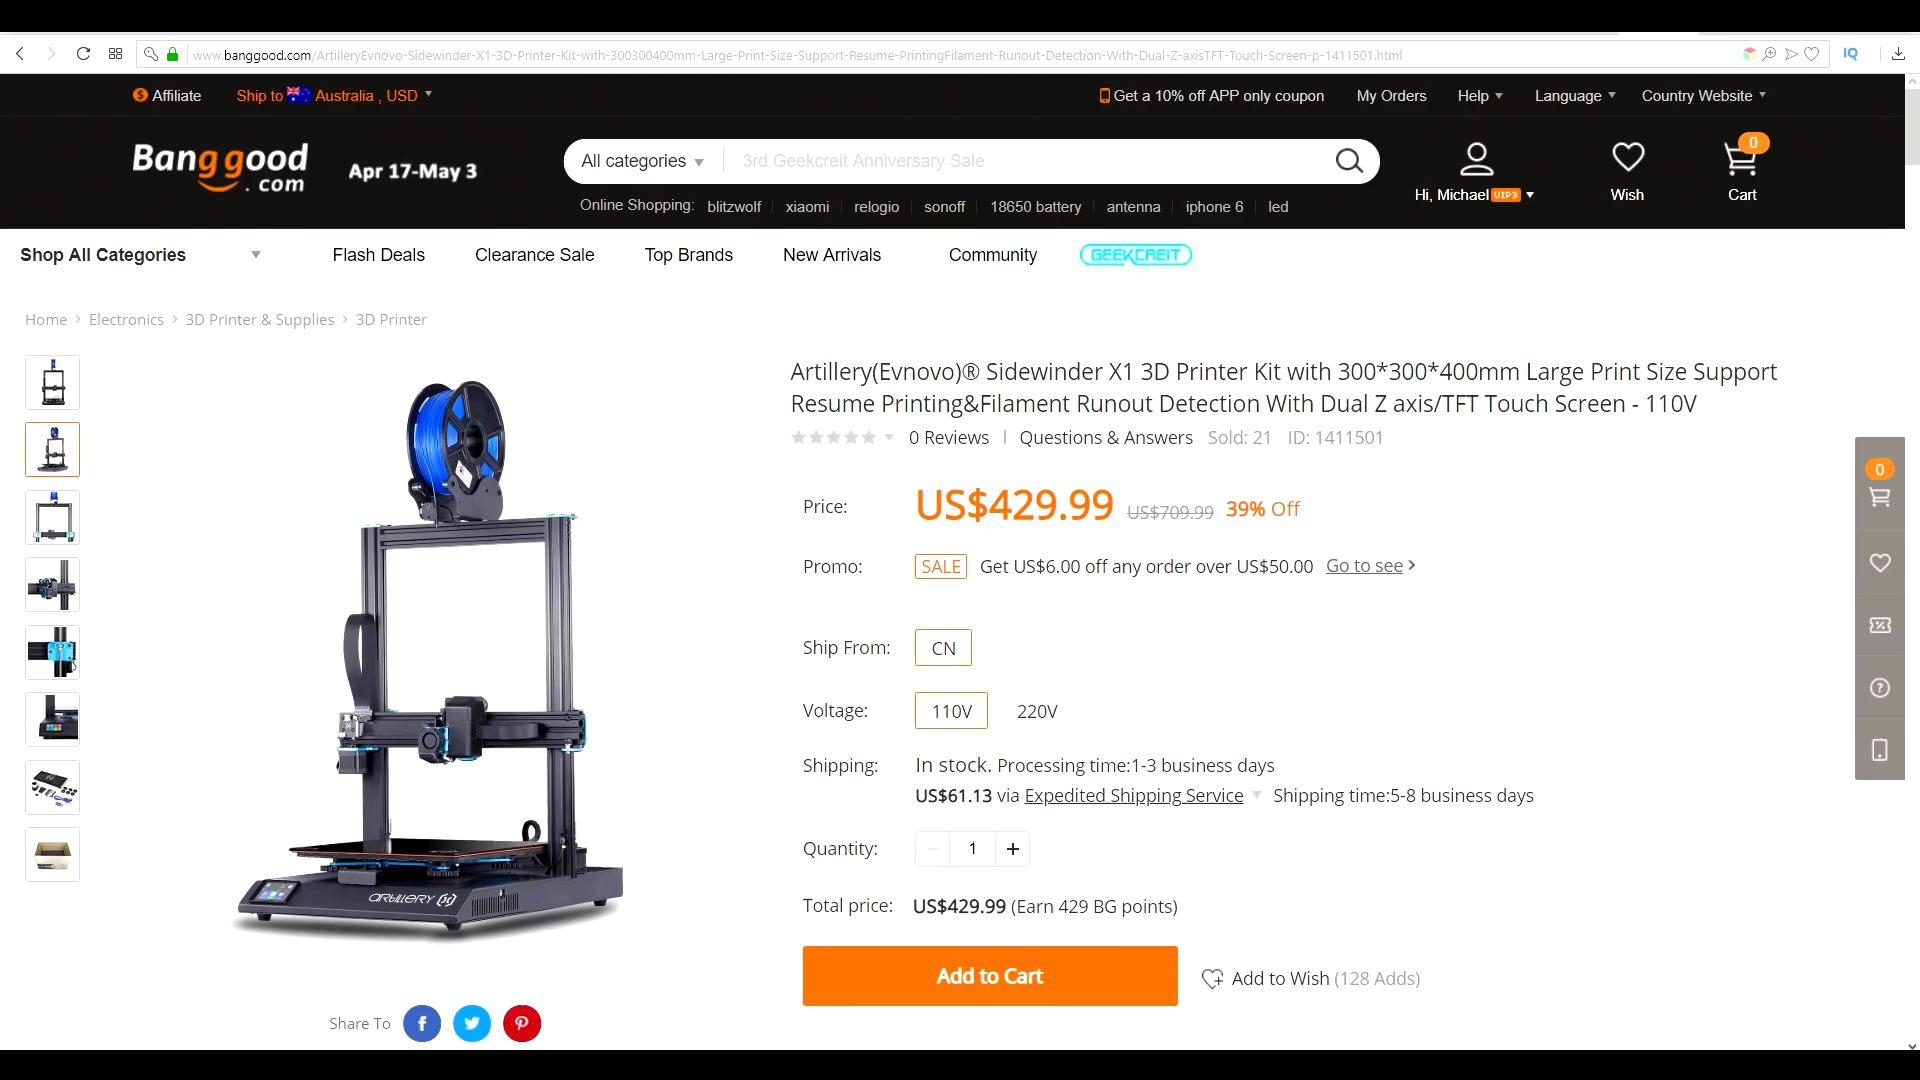 www.banggood.com/ArtilleryEvnovo-Sidewinder-X1-3D-Printer-Kit-with-300300400mm-Large-Print-Size-Support-Resume-PrintingFilament-Runout-Detection-With-Dual-Z-axisTFT-Touch-Screen-p-1411501.html
IQ
Affiliate
Ship to Australia , USD
Get a 10% off APP only coupon
My Orders
Help
Language
Country Website
Banggood.com
Apr 17-May 3
All categories
3rd Geekcreit Anniversary Sale
0
Hi, Michael VIP3
Wish
Cart
Online Shopping:
blitzwolf
xiaomi
relogio
sonoff
18650 battery
antenna
iphone 6
led
Shop All Categories
Flash Deals
Clearance Sale
Top Brands
New Arrivals
Community
GEEKCREIT
Home > Electronics > 3D Printer & Supplies > 3D Printer
Artillery(Evnovo)® Sidewinder X1 3D Printer Kit with 300*300*400mm Large Print Size Support
Resume Printing&Filament Runout Detection With Dual Z axis/TFT Touch Screen - 110V
0 Reviews | Questions & Answers Sold: 21 ID: 1411501
0
Price: US$429.99 US$709.99 39% Off
Promo: SALE Get US$6.00 off any order over US$50.00 Go to see >
Ship From: CN
Voltage: 110V 220V
Shipping: In stock. Processing time:1-3 business days
US$61.13 via Expedited Shipping Service Shipping time:5-8 business days
Quantity: - 1 +
Total price: US$429.99 (Earn 429 BG points)
ARTILLERY
Add to Cart
Add to Wish (128 Adds)
Share To